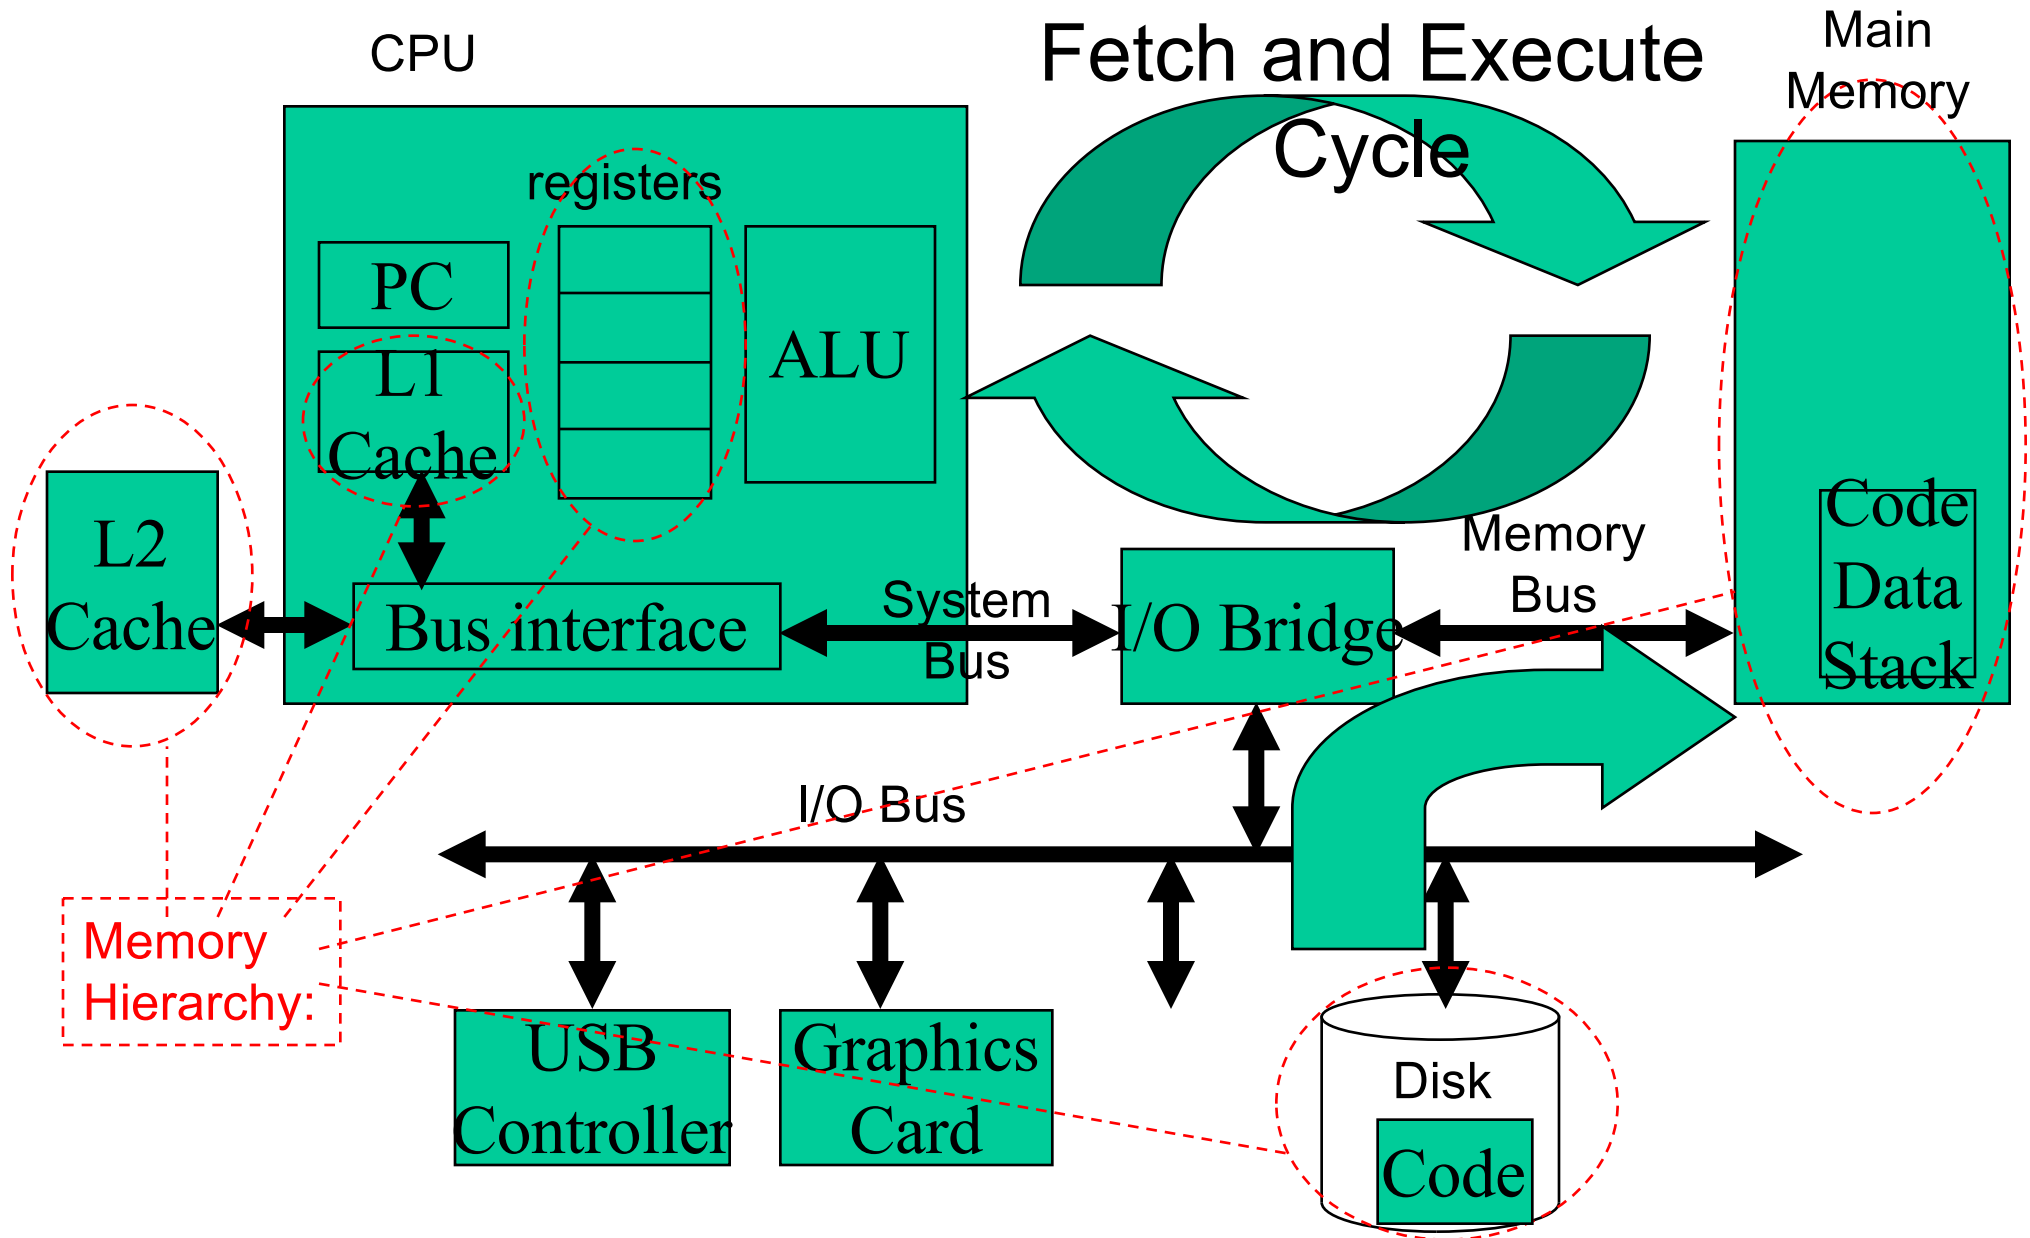 CPU
Fetch and Execute
Cycle
Main
Memory
registers
PC
L1
Cache
ALU
L2
Cache
Bus interface
System
Bus
I/O Bridge
Memory
Bus
Code
Data
Stack
I/O Bus
Memory
Hierarchy:
USB
Controller
Graphics
Card
Disk
Code